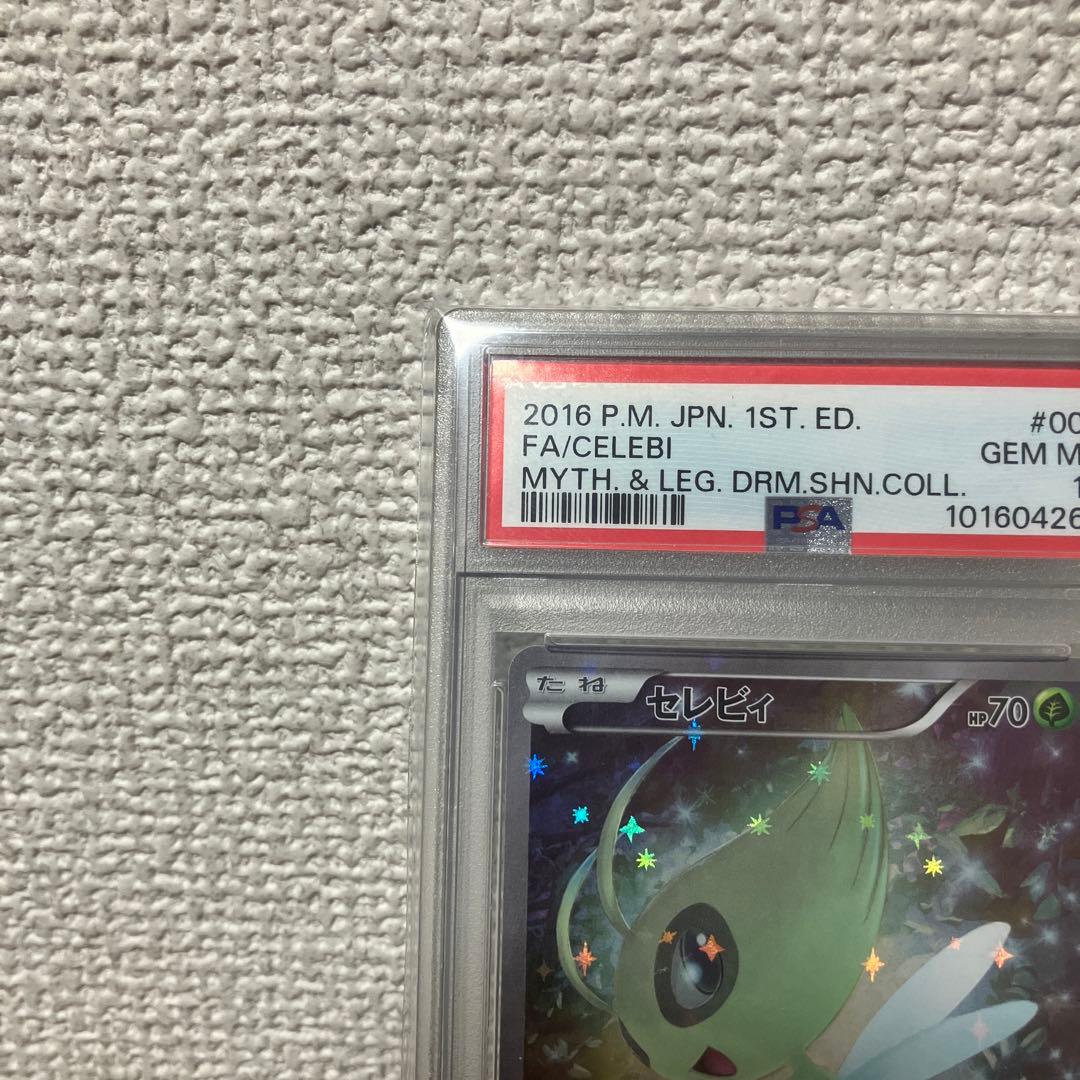 2016 P.M. JPN. 1ST. ED. #00
FA/CELEBI GEM M
MYTH. & LEG. DRM.SHN.COLL. 1
PSA 10160426
たね セレビィ HP70